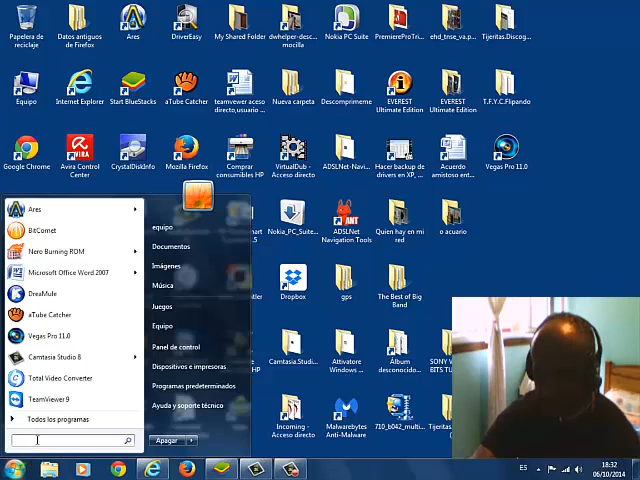 Papelera de
reciclaje
Datos antiguos
de Firefox
Ares
DriverEasy
My Shared Folder
dwhelper-desc...
mocilla
Nokia PC Suite
PremiereProTri...
ehd_tnse_va.p...
Tijeritas.Discog...
Equipo
Internet Explorer
Start BlueStacks
aTube Catcher
teamviewer aceso
directo,usuario ...
Nueva carpeta
Descomprimeme
EVEREST
Ultimate Edition
EVEREST
Ultimate Edition
T.F.Y.C.Flipando
Google Chrome
Avira Control
Center
CrystalDiskInfo
Mozilla Firefox
Comprar
consumibles HP
VirtualDub -
Acceso directo
ADSLNet-Navi...
Hacer backup de
drivers en XP, ...
Acuerdo
amistoso ent...
Vegas Pro 11.0
Nokia_PC_Suite...
ADSLNet
Navigation Tools
Quien hay en mi
red
o acuario
Dropbox
gps
The Best of Big
Band
Camtasia.Studi...
Attivatore
Windows ...
Álbum
desconocido...
SONY
BITS
Incoming -
Acceso directo
Malwarebytes
Anti-Malware
710_b042_multi...
Tijeritas
Ares
BitComet
Nero Burning ROM
Microsoft Office Word 2007
DreaMule
aTube Catcher
Vegas Pro 11.0
Camtasia Studio 8
Total Video Converter
TeamViewer 9
Todos los programas
equipo
Documentos
Imágenes
Música
Juegos
Equipo
Panel de control
Dispositivos e impresoras
Programas predeterminados
Ayuda y soporte técnico
Apagar
ES
18:32
06/10/2014